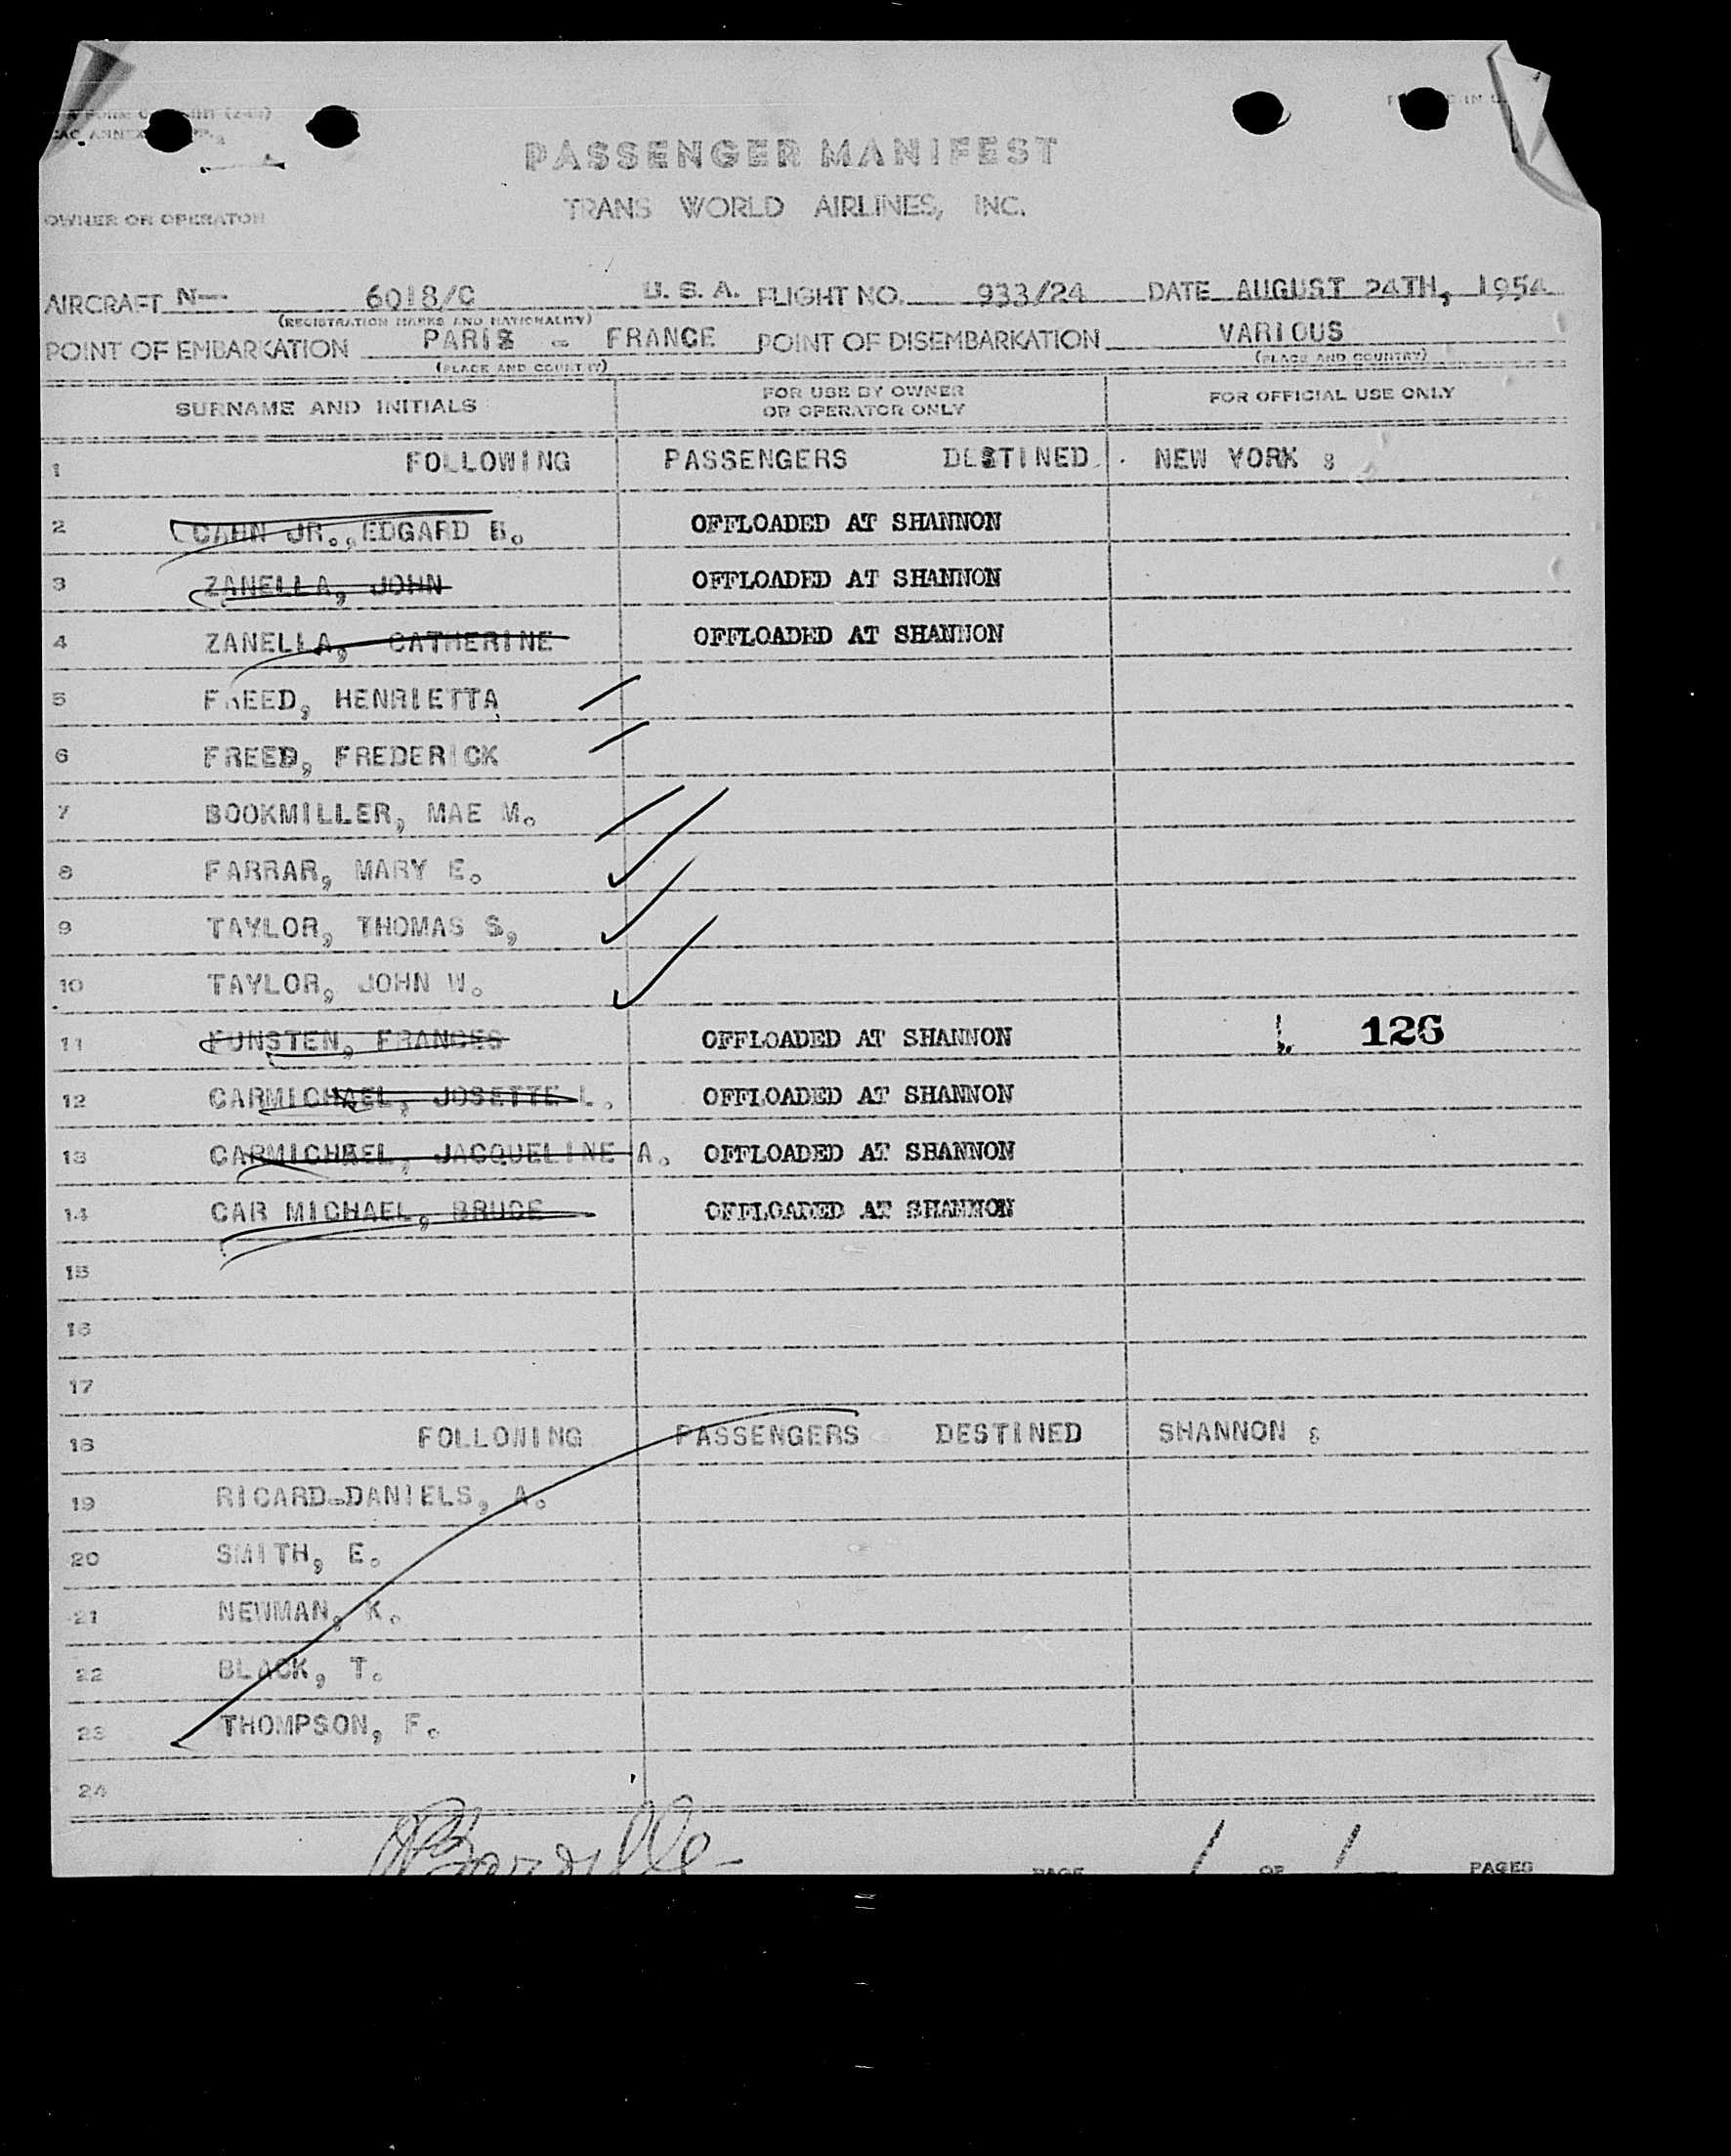 PASSENGER MANIFEST
TRANS WORLD AIRLINES, INC.
OWNER OR OPERATOR
AIRCRAFT N— 6018/C U. S. A. FLIGHT NO. 933/24 DATE AUGUST 24TH, 1954
(REGISTRATION MARKS AND NATIONALITY)
POINT OF EMBARKATION PARIS - FRANCE POINT OF DISEMBARKATION VARIOUS
(PLACE AND COUNTRY) (PLACE AND COUNTRY)
SURNAME AND INITIALS FOR USE BY OWNER OR OPERATOR ONLY FOR OFFICIAL USE ONLY
1 FOLLOWING PASSENGERS DESTINED NEW YORK :
2 CAHN JR., EDGARD B. OFFLOADED AT SHANNON
3 ZANELLA, JOHN OFFLOADED AT SHANNON
4 ZANELLA, CATHERINE OFFLOADED AT SHANNON
5 FREED, HENRIETTA
6 FREED, FREDERICK
7 BOOKMILLER, MAE M.
8 FARRAR, MARY E.
9 TAYLOR, THOMAS S,
10 TAYLOR, JOHN W.
11 FUNSTEN, FRANCES OFFLOADED AT SHANNON 126
12 CARMICHAEL, JOSETTE L. OFFLOADED AT SHANNON
13 CARMICHAEL, JACQUELINE A. OFFLOADED AT SHANNON
14 CAR MICHAEL, BRUCE OFFLOADED AT SHANNON
15
16
17
18 FOLLOWING PASSENGERS DESTINED SHANNON :
19 RICARD-DANIELS, A.
20 SMITH, E.
21 NEWMAN, K.
22 BLACK, T.
23 THOMPSON, F.
24
PAGE 1 OF 1 PAGES